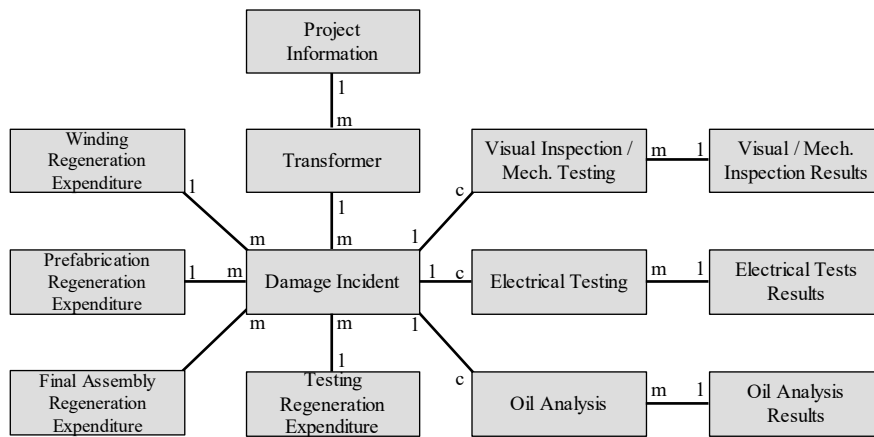 Project
Information
1
m
Winding
Regeneration
Expenditure
Transformer
Visual Inspection /
Mech. Testing
m
1
Visual / Mech.
Inspection Results
1
1
c
m
m
1
Prefabrication
Regeneration
Expenditure
1
m
Damage Incident
1
c
Electrical Testing
m
1
Electrical Tests
Results
m
m
1
1
c
Final Assembly
Regeneration
Expenditure
Testing
Regeneration
Expenditure
Oil Analysis
m
1
Oil Analysis
Results